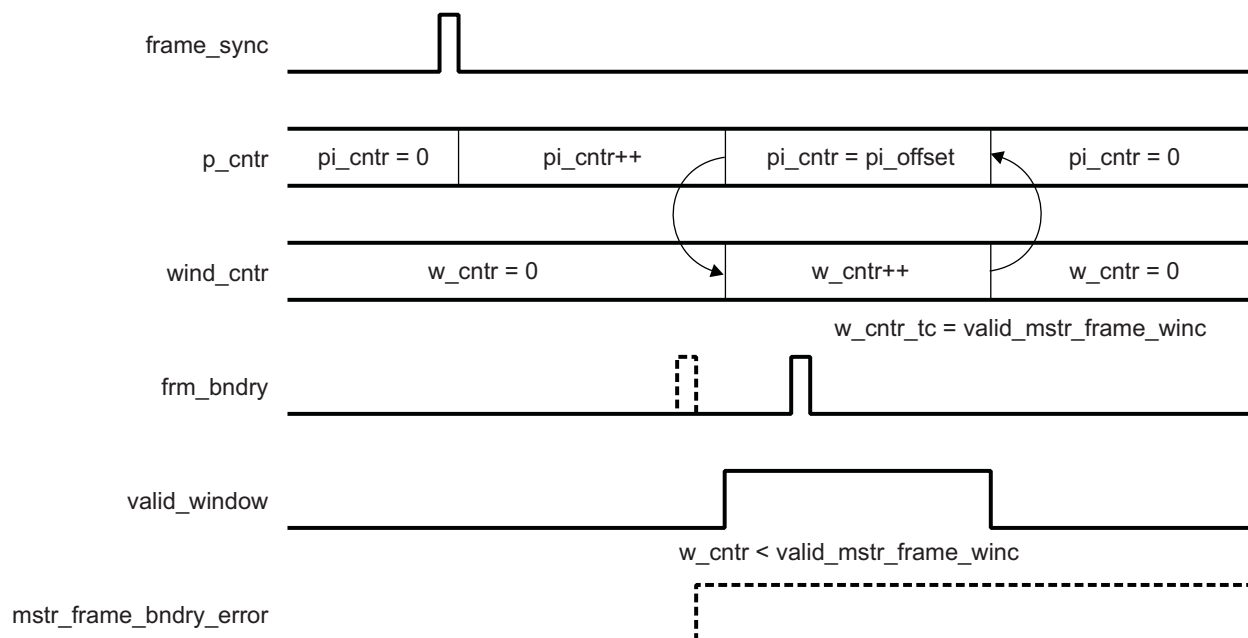 frame_sync
p_cntr
pi_cntr = 0
pi_cntr++
pi_cntr = pi_offset
pi_cntr = 0
wind_cntr
w_cntr = 0
w_cntr++
w_cntr = 0
w_cntr_tc = valid_mstr_frame_winc
frm_bndry
valid_window
w_cntr < valid_mstr_frame_winc
mstr_frame_bndry_error